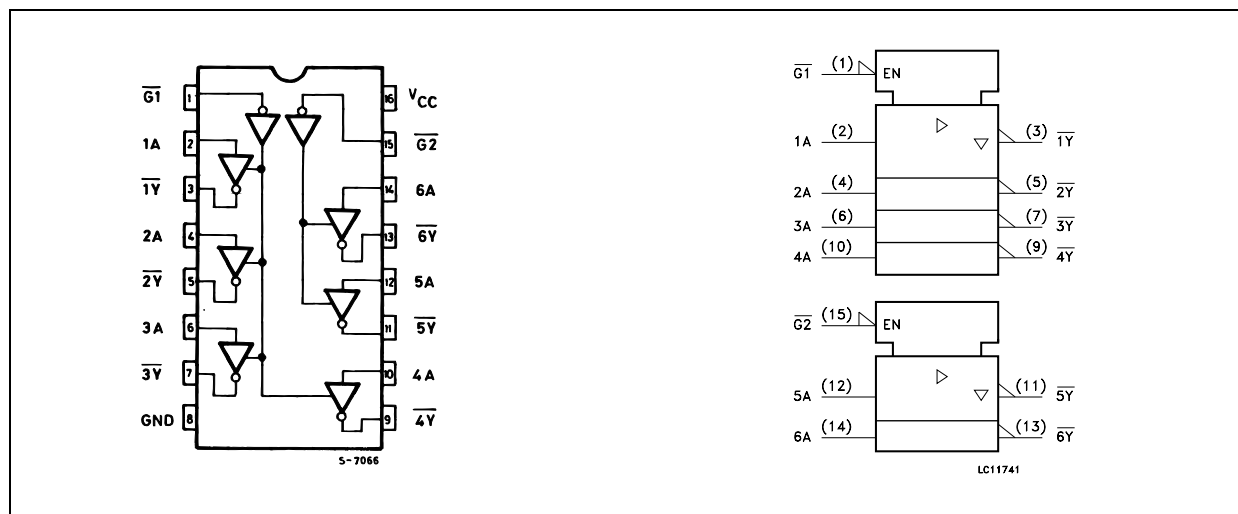 G1 1 16 VCC
1A 2 15 G2
1Y 3 14 6A
2A 4 13 6Y
2Y 5 12 5A
3A 6 11 5Y
3Y 7 10 4A
GND 8 9 4Y
S-7066
G1 (1) EN
1A (2) (3) 1Y
2A (4) (5) 2Y
3A (6) (7) 3Y
4A (10) (9) 4Y
G2 (15) EN
5A (12) (11) 5Y
6A (14) (13) 6Y
LC11741